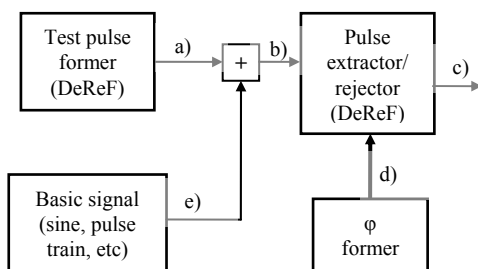 Test pulse
former
(DeReF)
a)
+
b)
Pulse
extractor/
rejector
(DeReF)
c)
Basic signal
(sine, pulse
train, etc)
e)
d)
φ
former